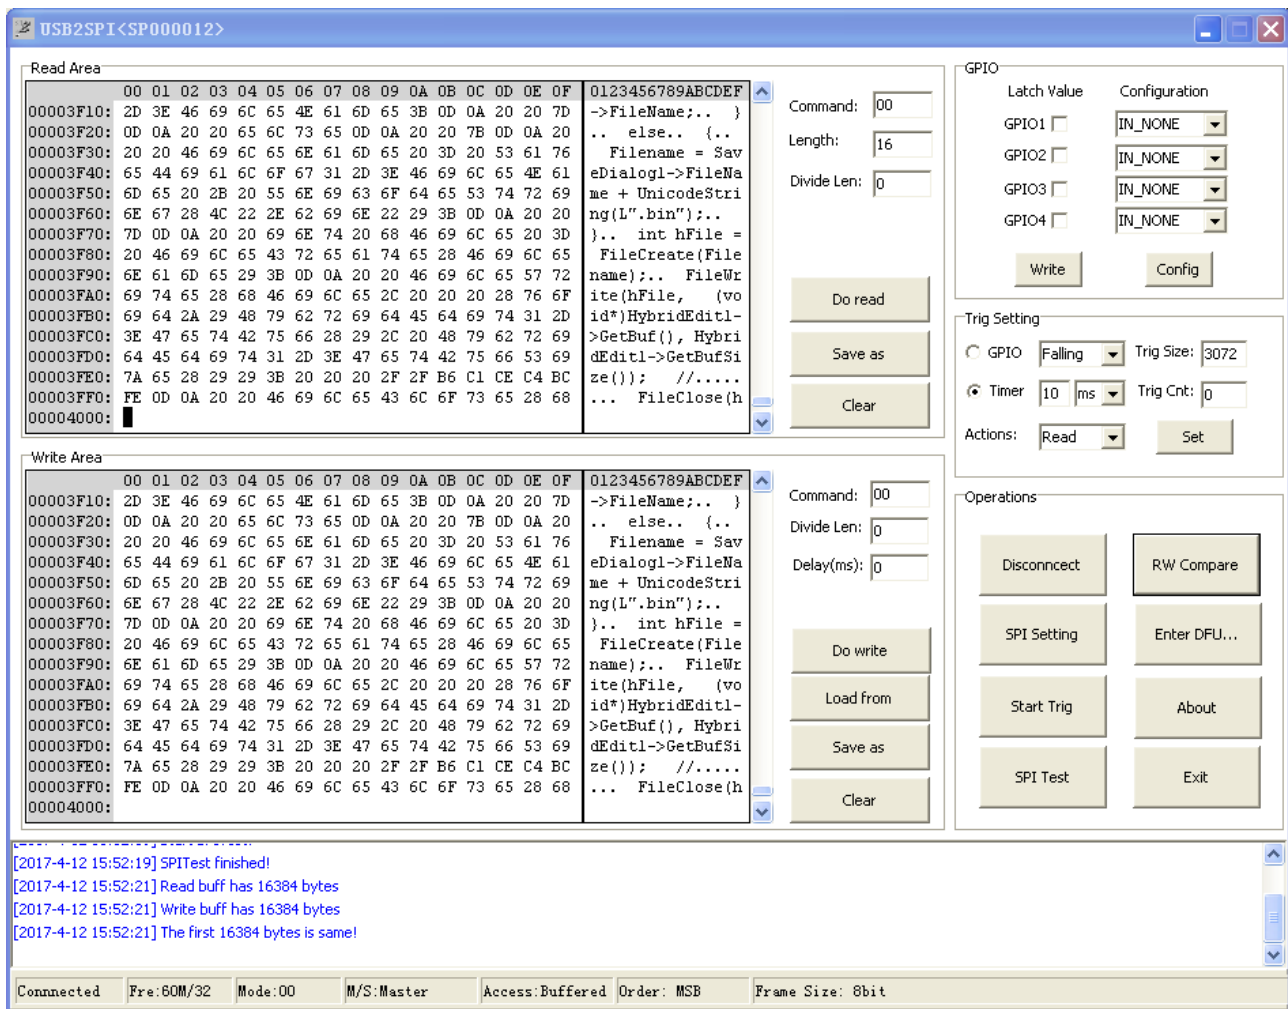 USB2SPI<SP000012>
Read Area
00 01 02 03 04 05 06 07 08 09 0A 0B 0C 0D 0E 0F 0123456789ABCDEF
00003F10: 2D 3E 46 69 6C 65 4E 61 6D 65 3B 0D 0A 20 20 7D ->FileName;..  }
00003F20: 0D 0A 20 20 65 6C 73 65 0D 0A 20 20 7B 0D 0A 20 ..  else..  {..
00003F30: 20 20 46 69 6C 65 6E 61 6D 65 20 3D 20 53 61 76   Filename = Sav
00003F40: 65 44 69 61 6C 6F 67 31 2D 3E 46 69 6C 65 4E 61 eDialog1->FileNa
00003F50: 6D 65 20 2B 20 55 6E 69 63 6F 64 65 53 74 72 69 me + UnicodeStri
00003F60: 6E 67 28 4C 22 2E 62 69 6E 22 29 3B 0D 0A 20 20 ng(L".bin");..
00003F70: 7D 0D 0A 20 20 69 6E 74 20 68 46 69 6C 65 20 3D }..  int hFile =
00003F80: 20 46 69 6C 65 43 72 65 61 74 65 28 46 69 6C 65  FileCreate(File
00003F90: 6E 61 6D 65 29 3B 0D 0A 20 20 46 69 6C 65 57 72 name);..  FileWr
00003FA0: 69 74 65 28 68 46 69 6C 65 2C 20 20 20 28 76 6F ite(hFile,   (vo
00003FB0: 69 64 2A 29 48 79 62 72 69 64 45 64 69 74 31 2D id*)HybridEdit1-
00003FC0: 3E 47 65 74 42 75 66 28 29 2C 20 48 79 62 72 69 >GetBuf(), Hybri
00003FD0: 64 45 64 69 74 31 2D 3E 47 65 74 42 75 66 53 69 dEdit1->GetBufSi
00003FE0: 7A 65 28 29 29 3B 20 20 20 2F 2F B6 C1 CE C4 BC ze());   //.....
00003FF0: FE 0D 0A 20 20 46 69 6C 65 43 6C 6F 73 65 28 68 ...  FileClose(h
00004000:
Command: 00
Length: 16
Divide Len: 0
Do read
Save as
Clear
GPIO
Latch Value Configuration
GPIO1 IN_NONE
GPIO2 IN_NONE
GPIO3 IN_NONE
GPIO4 IN_NONE
Write Config
Trig Setting
GPIO Falling Trig Size: 3072
Timer 10 ms Trig Cnt: 0
Actions: Read Set
Write Area
00 01 02 03 04 05 06 07 08 09 0A 0B 0C 0D 0E 0F 0123456789ABCDEF
00003F10: 2D 3E 46 69 6C 65 4E 61 6D 65 3B 0D 0A 20 20 7D ->FileName;..  }
00003F20: 0D 0A 20 20 65 6C 73 65 0D 0A 20 20 7B 0D 0A 20 ..  else..  {..
00003F30: 20 20 46 69 6C 65 6E 61 6D 65 20 3D 20 53 61 76   Filename = Sav
00003F40: 65 44 69 61 6C 6F 67 31 2D 3E 46 69 6C 65 4E 61 eDialog1->FileNa
00003F50: 6D 65 20 2B 20 55 6E 69 63 6F 64 65 53 74 72 69 me + UnicodeStri
00003F60: 6E 67 28 4C 22 2E 62 69 6E 22 29 3B 0D 0A 20 20 ng(L".bin");..
00003F70: 7D 0D 0A 20 20 69 6E 74 20 68 46 69 6C 65 20 3D }..  int hFile =
00003F80: 20 46 69 6C 65 43 72 65 61 74 65 28 46 69 6C 65  FileCreate(File
00003F90: 6E 61 6D 65 29 3B 0D 0A 20 20 46 69 6C 65 57 72 name);..  FileWr
00003FA0: 69 74 65 28 68 46 69 6C 65 2C 20 20 20 28 76 6F ite(hFile,   (vo
00003FB0: 69 64 2A 29 48 79 62 72 69 64 45 64 69 74 31 2D id*)HybridEdit1-
00003FC0: 3E 47 65 74 42 75 66 28 29 2C 20 48 79 62 72 69 >GetBuf(), Hybri
00003FD0: 64 45 64 69 74 31 2D 3E 47 65 74 42 75 66 53 69 dEdit1->GetBufSi
00003FE0: 7A 65 28 29 29 3B 20 20 20 2F 2F B6 C1 CE C4 BC ze());   //.....
00003FF0: FE 0D 0A 20 20 46 69 6C 65 43 6C 6F 73 65 28 68 ...  FileClose(h
00004000:
Command: 00
Divide Len: 0
Delay(ms): 0
Do write
Load from
Save as
Clear
Operations
Disconncect RW Compare
SPI Setting Enter DFU...
Start Trig About
SPI Test Exit
[2017-4-12 15:52:19] SPITest finished!
[2017-4-12 15:52:21] Read buff has 16384 bytes
[2017-4-12 15:52:21] Write buff has 16384 bytes
[2017-4-12 15:52:21] The first 16384 bytes is same!
Connnected Fre:60M/32 Mode:00 M/S:Master Access:Buffered Order: MSB Frame Size: 8bit